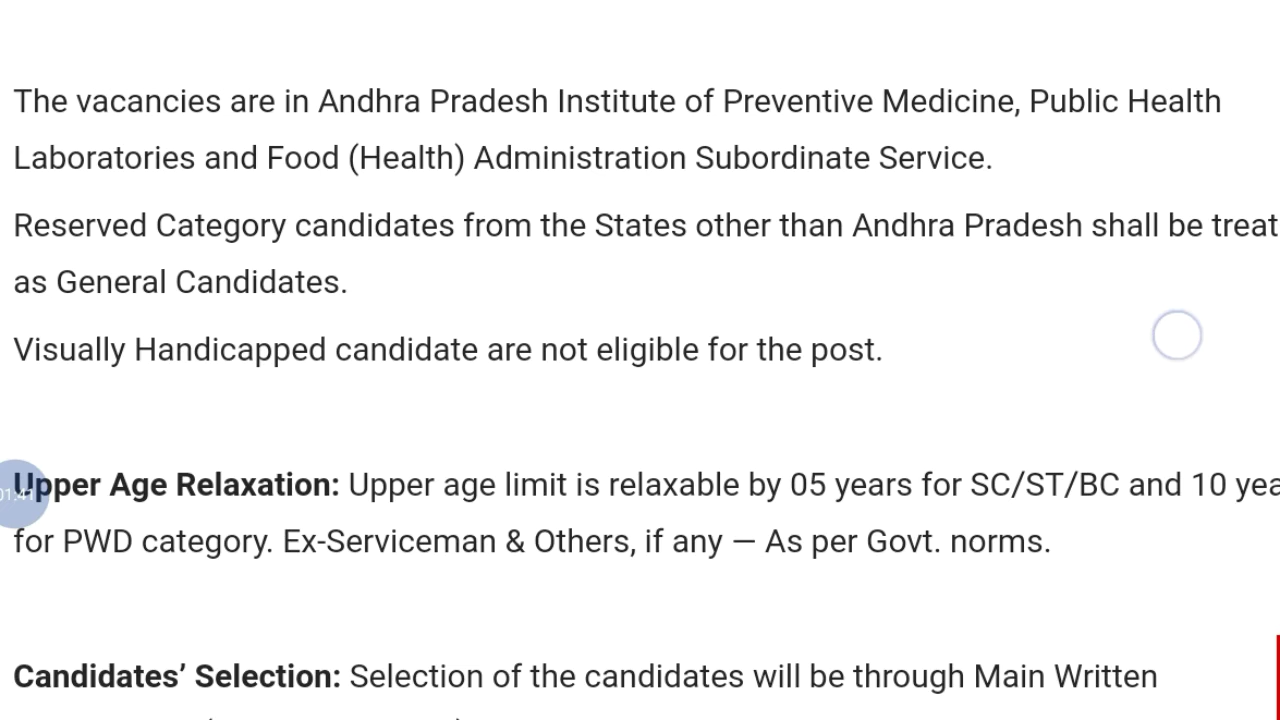 The vacancies are in Andhra Pradesh Institute of Preventive Medicine, Public Health
Laboratories and Food (Health) Administration Subordinate Service.
Reserved Category candidates from the States other than Andhra Pradesh shall be treat
as General Candidates.
Visually Handicapped candidate are not eligible for the post.
Upper Age Relaxation: Upper age limit is relaxable by 05 years for SC/ST/BC and 10 yea
for PWD category. Ex-Serviceman & Others, if any — As per Govt. norms.
Candidates’ Selection: Selection of the candidates will be through Main Written